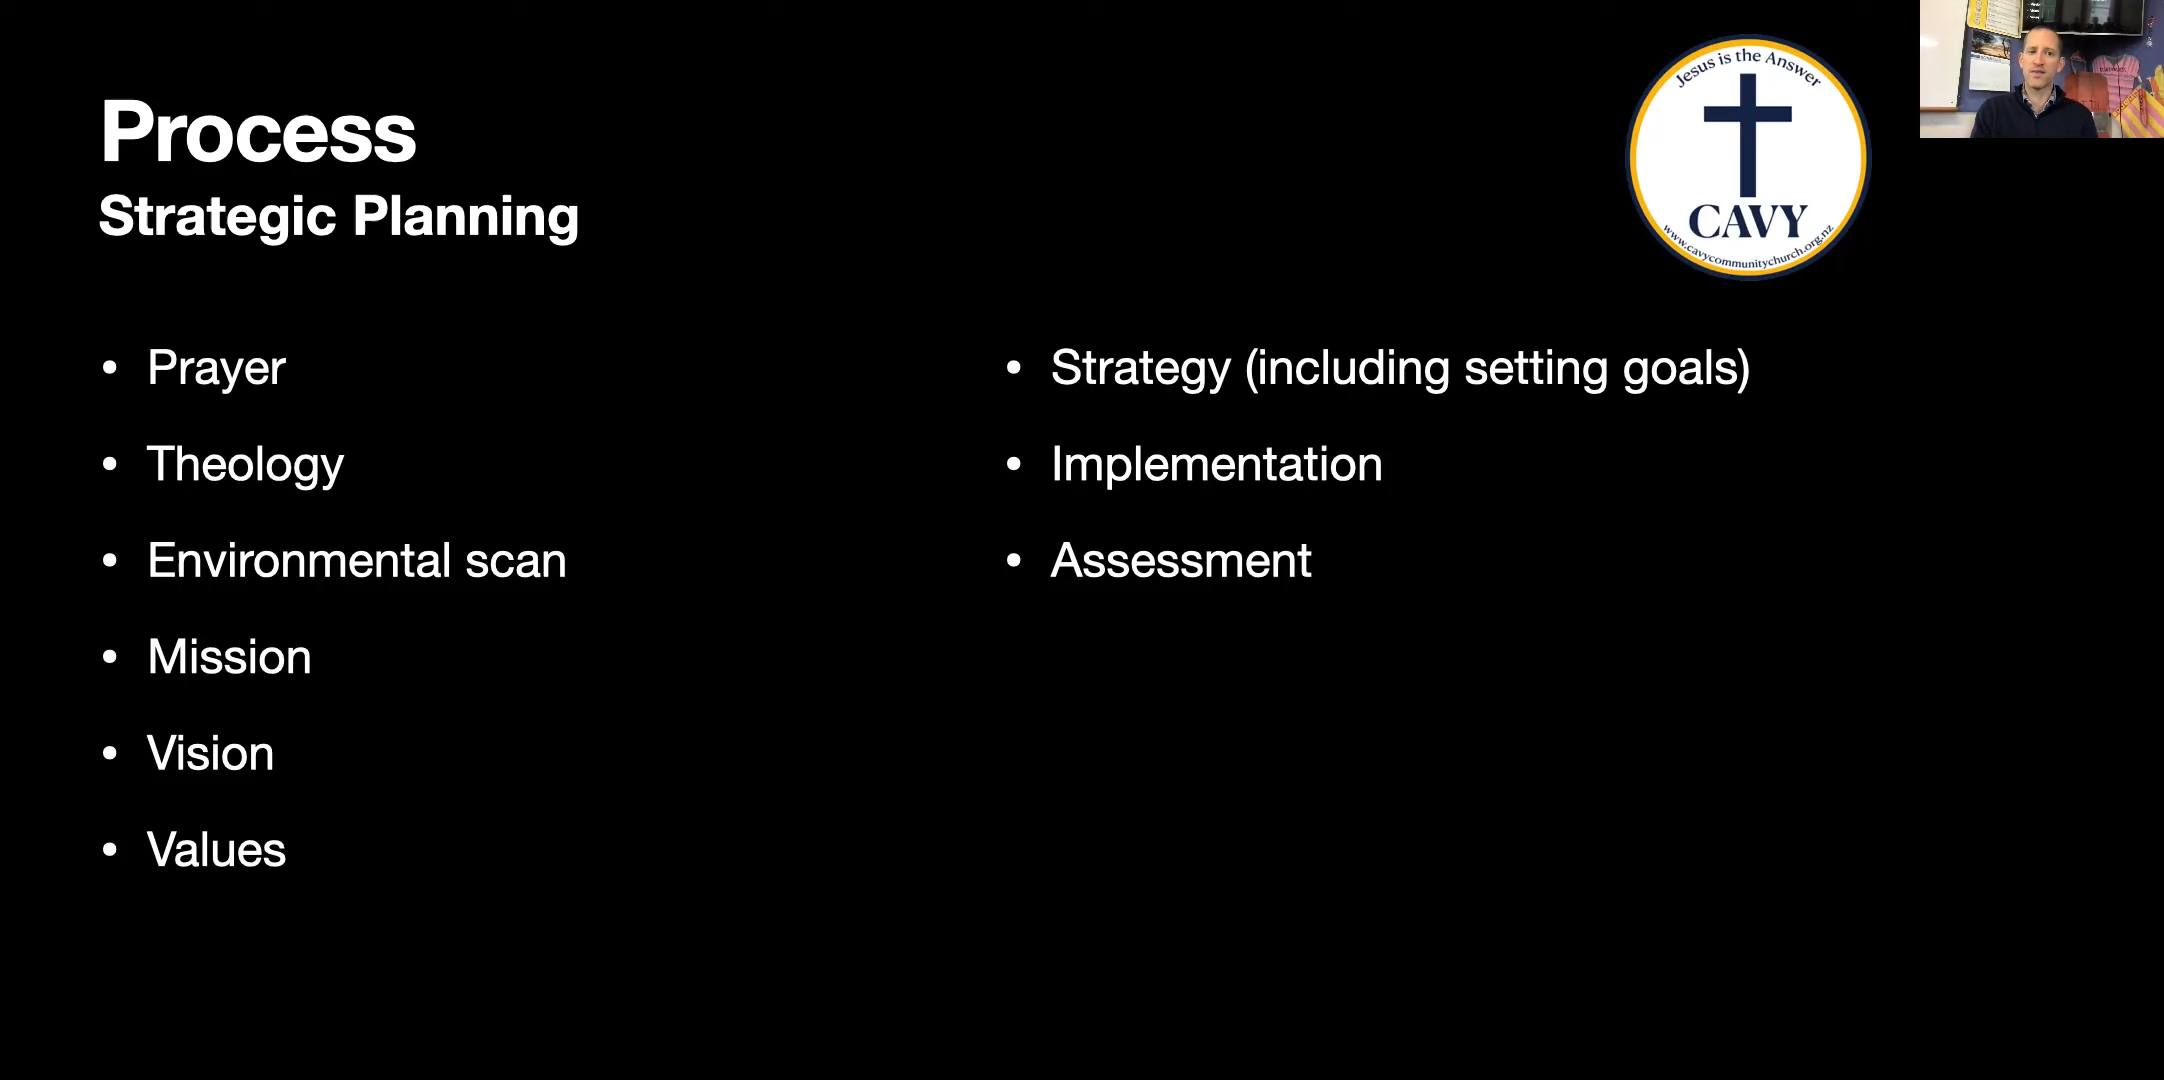 Process
Strategic Planning
Jesus is the Answer
CAVY
www.cavycommunitychurch.org.nz
• Prayer
• Theology
• Environmental scan
• Mission
• Vision
• Values
• Strategy (including setting goals)
• Implementation
• Assessment